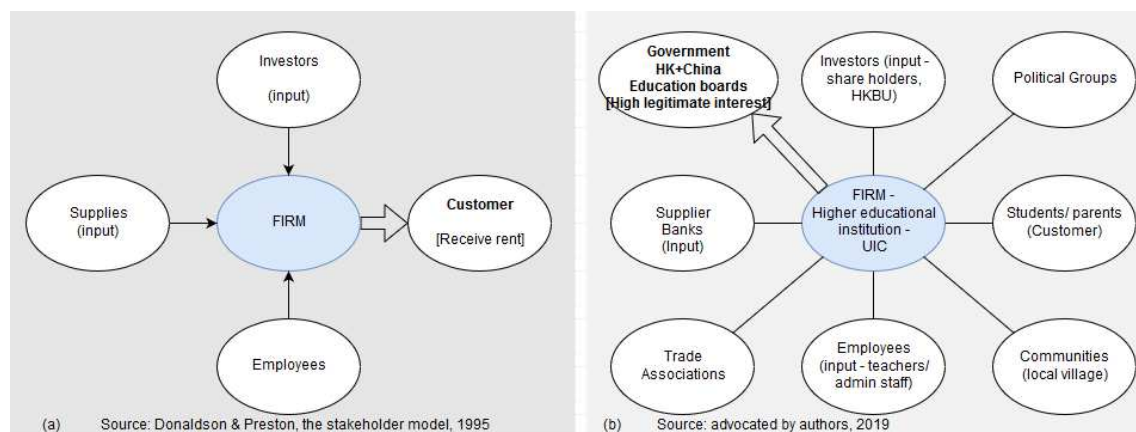 Investors
(input)
Supplies
(input)
FIRM
Customer
[Receive rent]
Employees
(a) Source: Donaldson & Preston, the stakeholder model, 1995
Government
HK+China
Education boards
[High legitimate interest]
Investors (input -
share holders,
HKBU)
Political Groups
Supplier
Banks
(Input)
FIRM -
Higher educational
institution -
UIC
Students/ parents
(Customer)
Trade
Associations
Employees
(input - teachers/
admin staff)
Communities
(local village)
(b) Source: advocated by authors, 2019